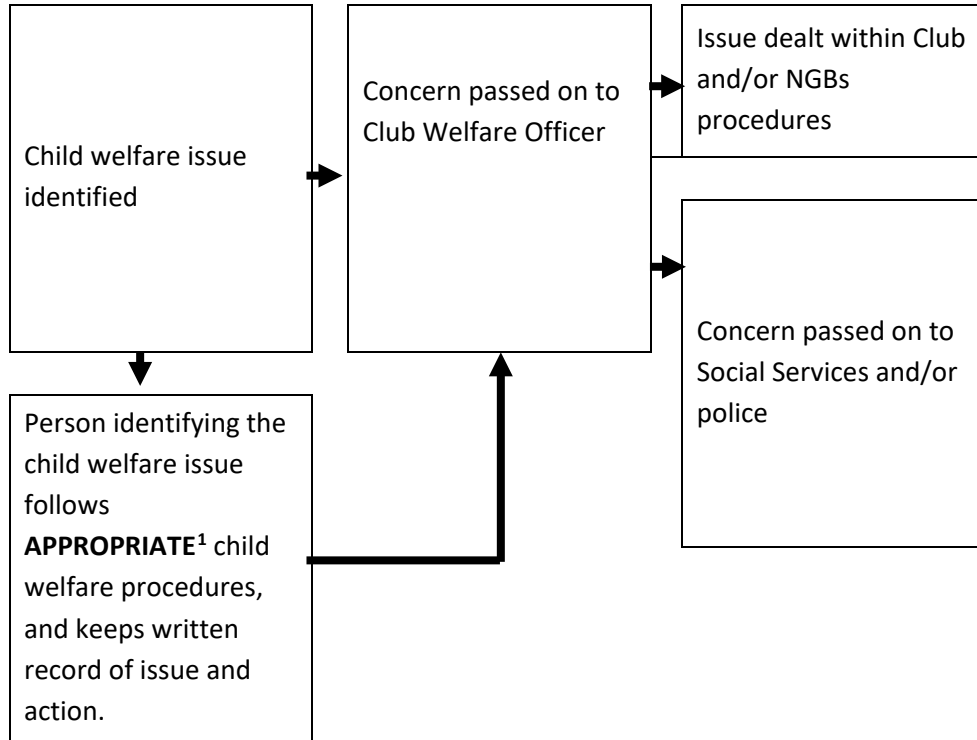 Child welfare issue
identified
Concern passed on to
Club Welfare Officer
Issue dealt within Club
and/or NGBs
procedures
Concern passed on to
Social Services and/or
police
Person identifying the
child welfare issue
follows
APPROPRIATE¹ child
welfare procedures,
and keeps written
record of issue and
action.